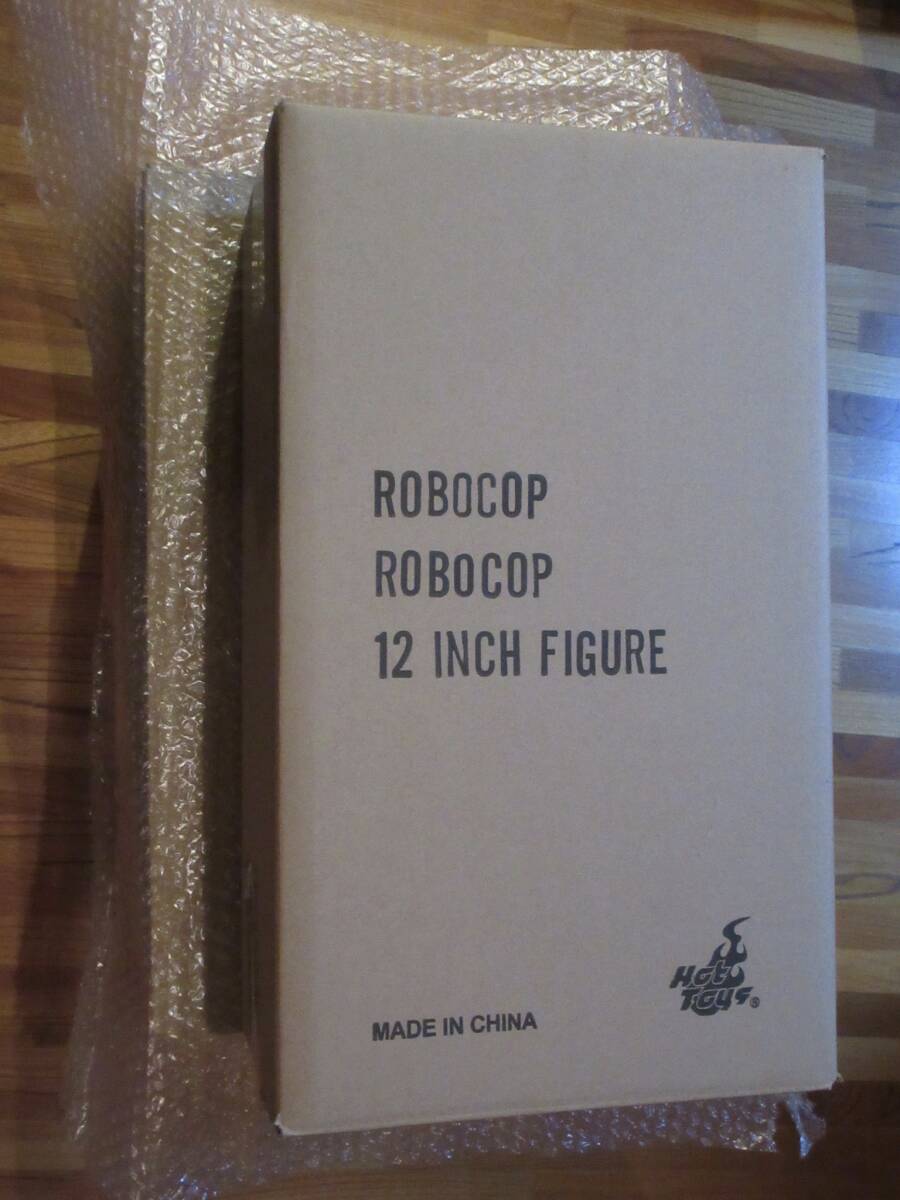 ROBOCOP
ROBOCOP
12 INCH FIGURE
Hot
Toys®
MADE IN CHINA